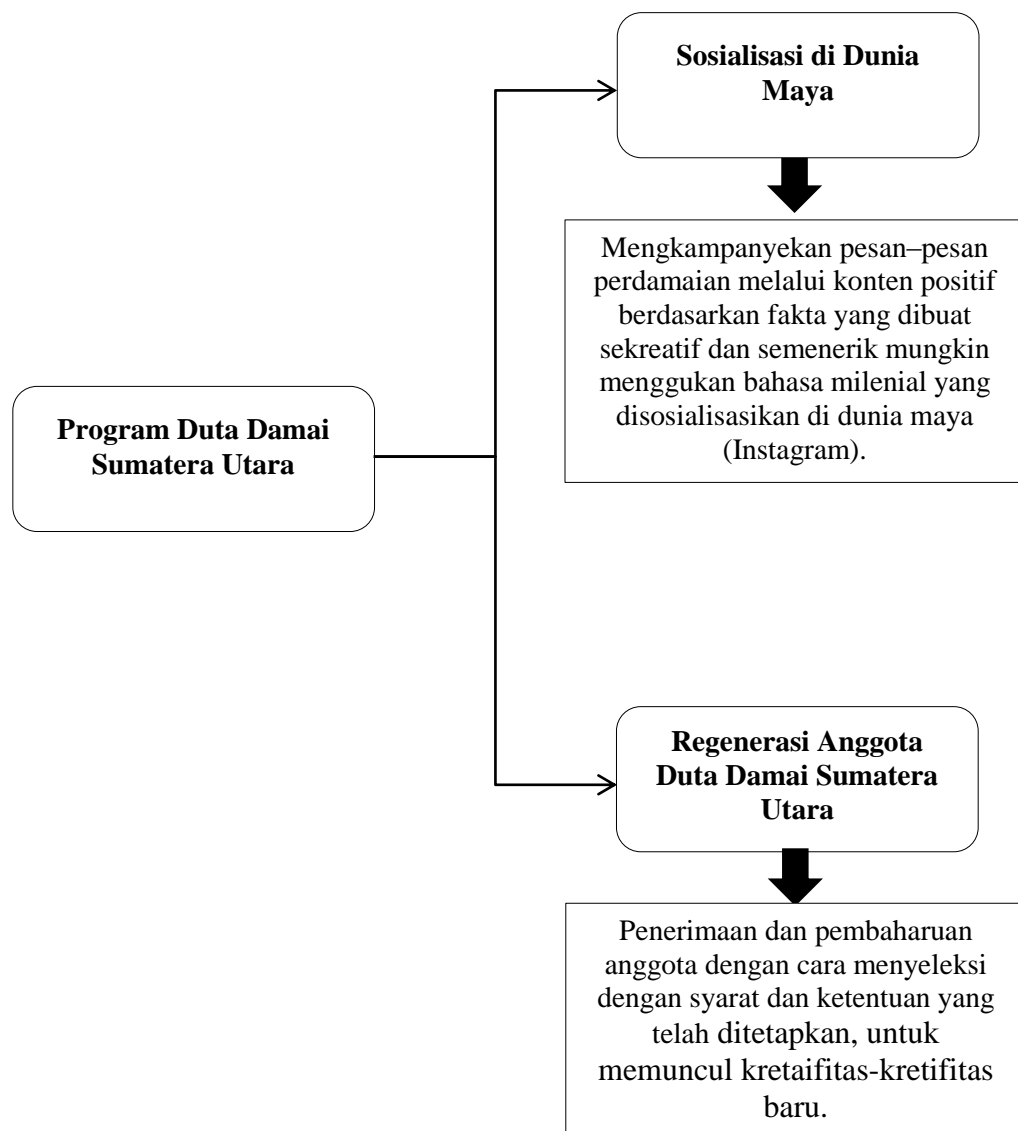 Sosialisasi di Dunia
Maya
Mengkampanyekan pesan–pesan
perdamaian melalui konten positif
berdasarkan fakta yang dibuat
sekreatif dan semenerik mungkin
menggukan bahasa milenial yang
disosialisasikan di dunia maya
(Instagram).
Program Duta Damai
Sumatera Utara
Regenerasi Anggota
Duta Damai Sumatera
Utara
Penerimaan dan pembaharuan
anggota dengan cara menyeleksi
dengan syarat dan ketentuan yang
telah ditetapkan, untuk
memuncul kretaifitas-kretifitas
baru.